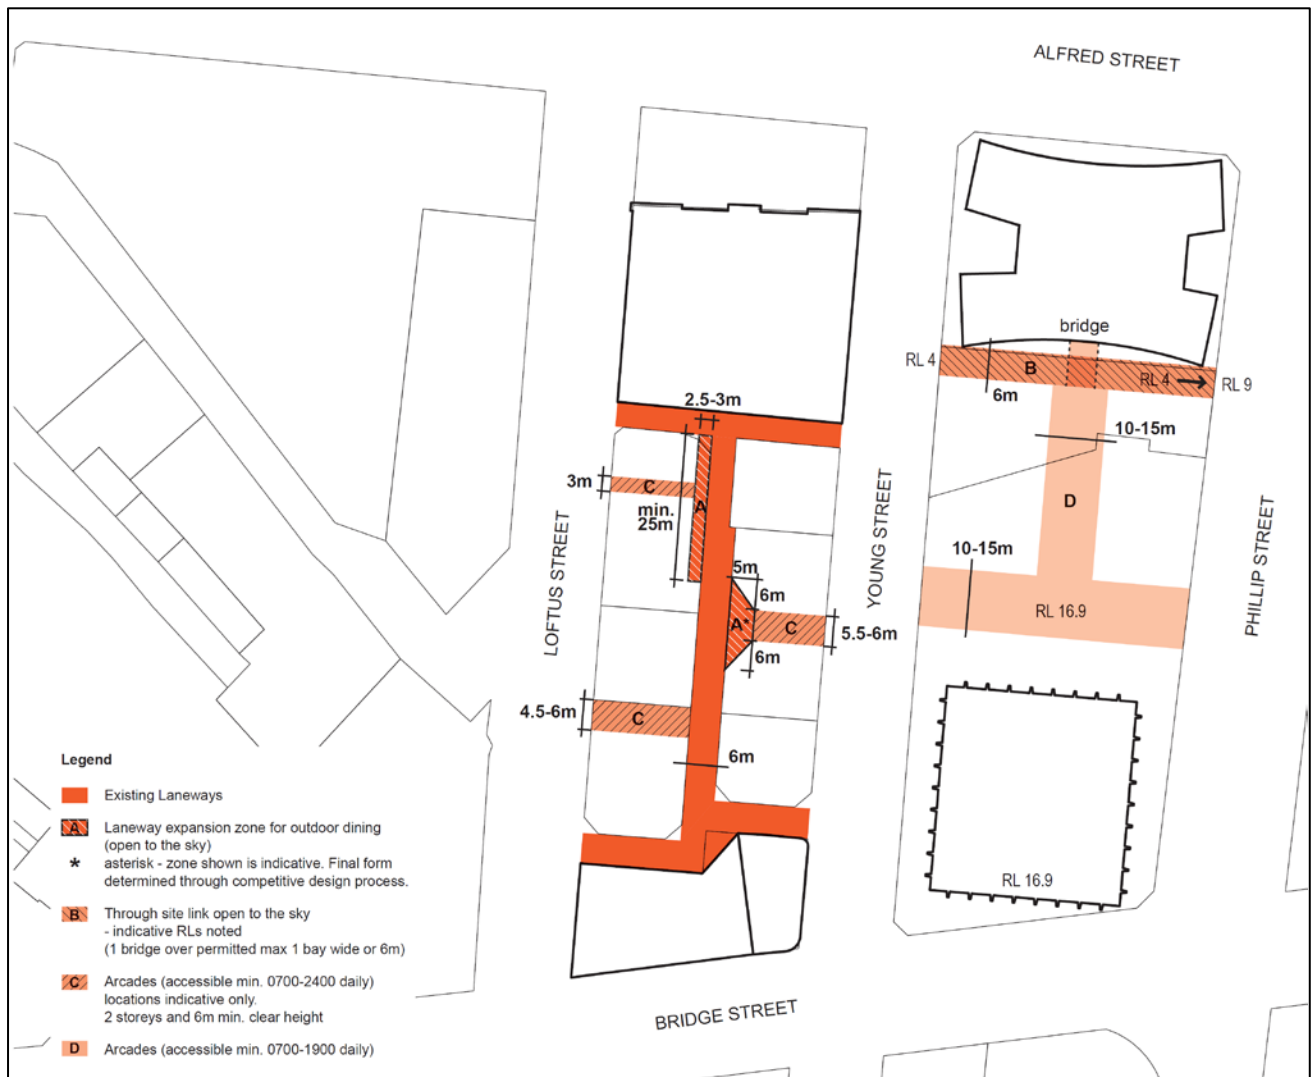 ALFRED STREET
bridge
RL 4
B
RL 4
RL 9
6m
2.5-3m
10-15m
3m
C
A
min.
25m
D
LOFTUS STREET
YOUNG STREET
PHILLIP STREET
10-15m
5m
6m
A*
C
5.5-6m
6m
RL 16.9
4.5-6m
C
6m
RL 16.9
BRIDGE STREET
Legend
Existing Laneways
A Laneway expansion zone for outdoor dining
(open to the sky)
* asterisk - zone shown is indicative. Final form
determined through competitive design process.
B Through site link open to the sky
- indicative RLs noted
(1 bridge over permitted max 1 bay wide or 6m)
C Arcades (accessible min. 0700-2400 daily)
locations indicative only.
2 storeys and 6m min. clear height
D Arcades (accessible min. 0700-1900 daily)